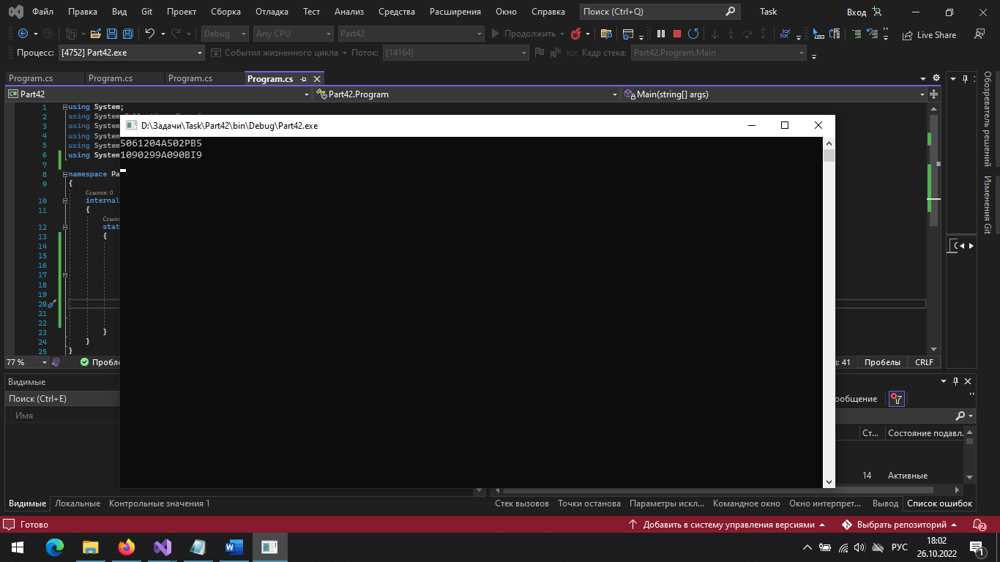 Файл Правка Вид Git Проект Сборка Отладка Тест Анализ Средства Расширения Окно Справка Поиск (Ctrl+Q) Task Вход
Debug Any CPU Part42 Продолжить Live Share
Процесс: [4752] Part42.exe События жизненного цикла Поток: [14164] Кадр стека: Part42.Program.Main
Program.cs Program.cs Program.cs Program.cs
Part42 Part42.Program Main(string[] args)
D:\Задачи\Task\Part42\bin\Debug\Part42.exe
5061204A502PB5
1090299A090BI9
1 using System;
2 using System
3 using System
4 using System
5 using System
6 using System
7
8 namespace Pa
9 {
Ссылок: 0
10 internal
11 {
Ссыло
12 stat
13 {
14
15
16
17
18
19
20
21
22
23 }
24 }
25 }
77 % Пробле : 41 Пробелы CRLF
Видимые
Поиск (Ctrl+E)
Имя
ообщение
Ст... Состояние подавл.
14 Активные
Видимые Локальные Контрольные значения 1
Стек вызовов Точки останова Параметры искл... Командное окно Окно интерпрет... Вывод Список ошибок
Готово Добавить в систему управления версиями Выбрать репозиторий 2
Обозреватель решений
Изменения Git
РУС 18:02
26.10.2022 1